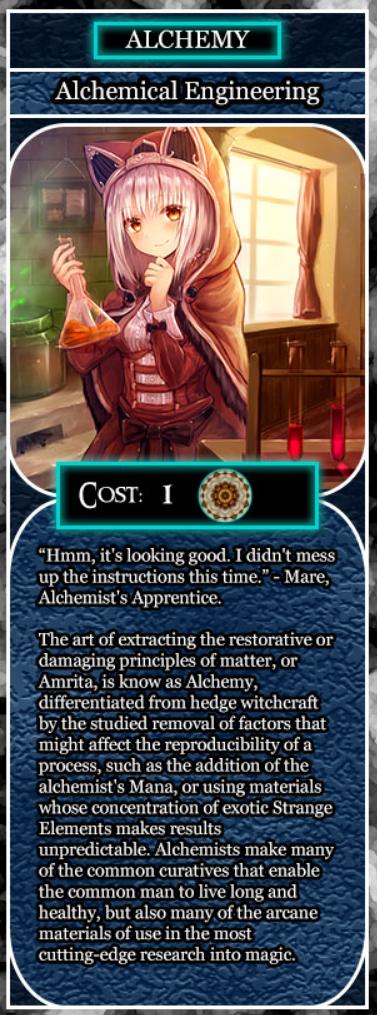 ALCHEMY
Alchemical Engineering
COST: 1
“Hmm, it's looking good. I didn't mess
up the instructions this time.” - Mare,
Alchemist's Apprentice.
The art of extracting the restorative or
damaging principles of matter, or
Amrita, is know as Alchemy,
differentiated from hedge witchcraft
by the studied removal of factors that
might affect the reproducibility of a
process, such as the addition of the
alchemist's Mana, or using materials
whose concentration of exotic Strange
Elements makes results
unpredictable. Alchemists make many
of the common curatives that enable
the common man to live long and
healthy, but also many of the arcane
materials of use in the most
cutting-edge research into magic.